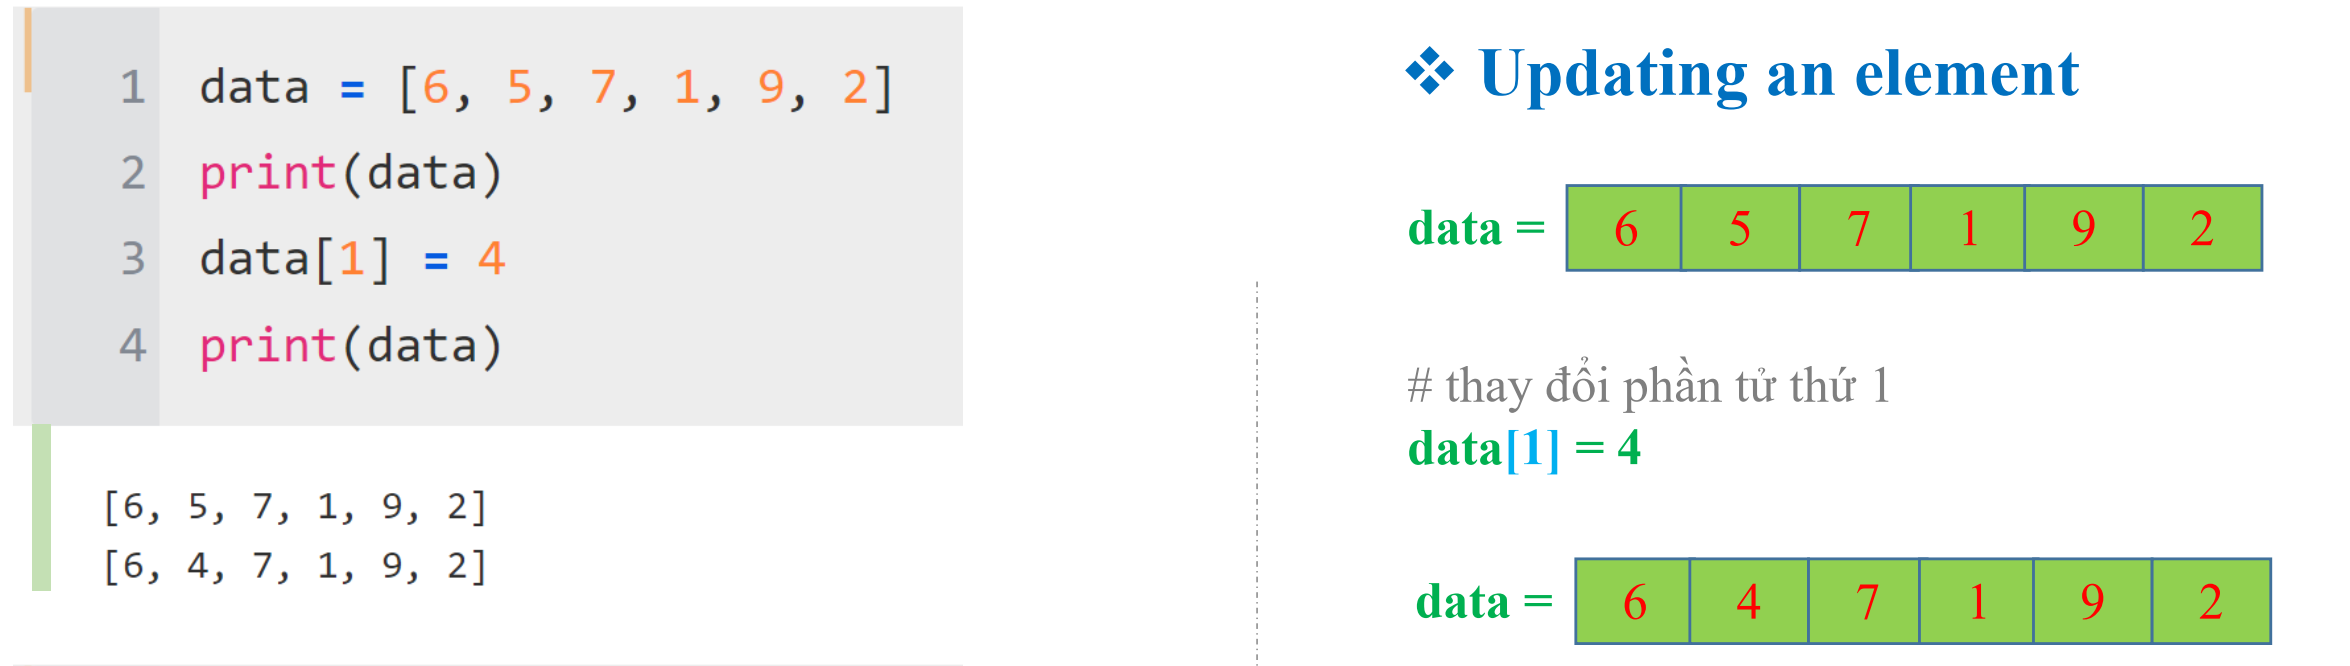 1 data = [6, 5, 7, 1, 9, 2]
2 print(data)
3 data[1] = 4
4 print(data)
[6, 5, 7, 1, 9, 2]
[6, 4, 7, 1, 9, 2]
❖ Updating an element
data = 6 5 7 1 9 2
# thay đổi phần tử thứ 1
data[1] = 4
data = 6 4 7 1 9 2